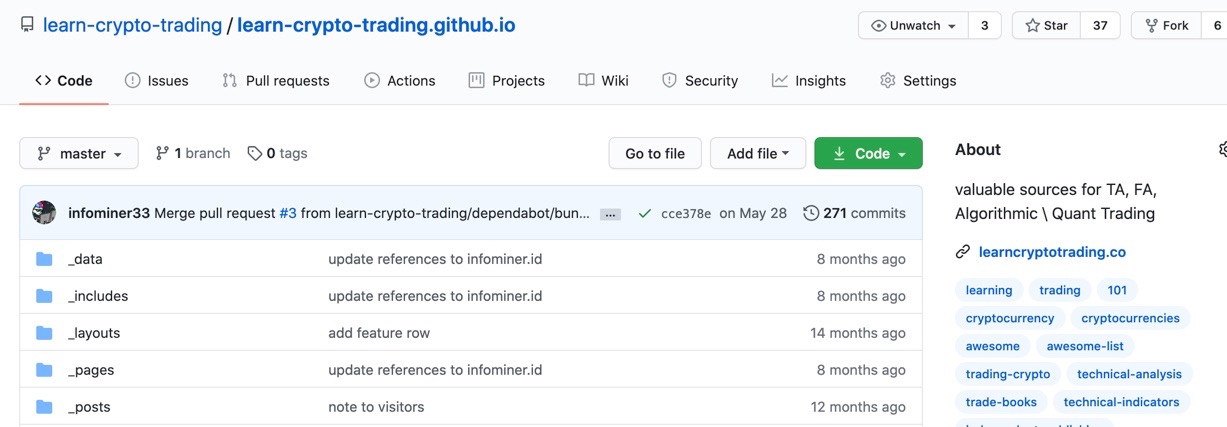 learn-crypto-trading / learn-crypto-trading.github.io Unwatch 3 Star 37 Fork 6
Code Issues Pull requests Actions Projects Wiki Security Insights Settings
master 1 branch 0 tags Go to file Add file Code
About
valuable sources for TA, FA,
Algorithmic \ Quant Trading
learncryptotrading.co
learning trading 101
cryptocurrency cryptocurrencies
awesome awesome-list
trading-crypto technical-analysis
trade-books technical-indicators
infominer33 Merge pull request #3 from learn-crypto-trading/dependabot/bun... ... cce378e on May 28 271 commits
_data update references to infominer.id 8 months ago
_includes update references to infominer.id 8 months ago
_layouts add feature row 14 months ago
_pages update references to infominer.id 8 months ago
_posts note to visitors 12 months ago